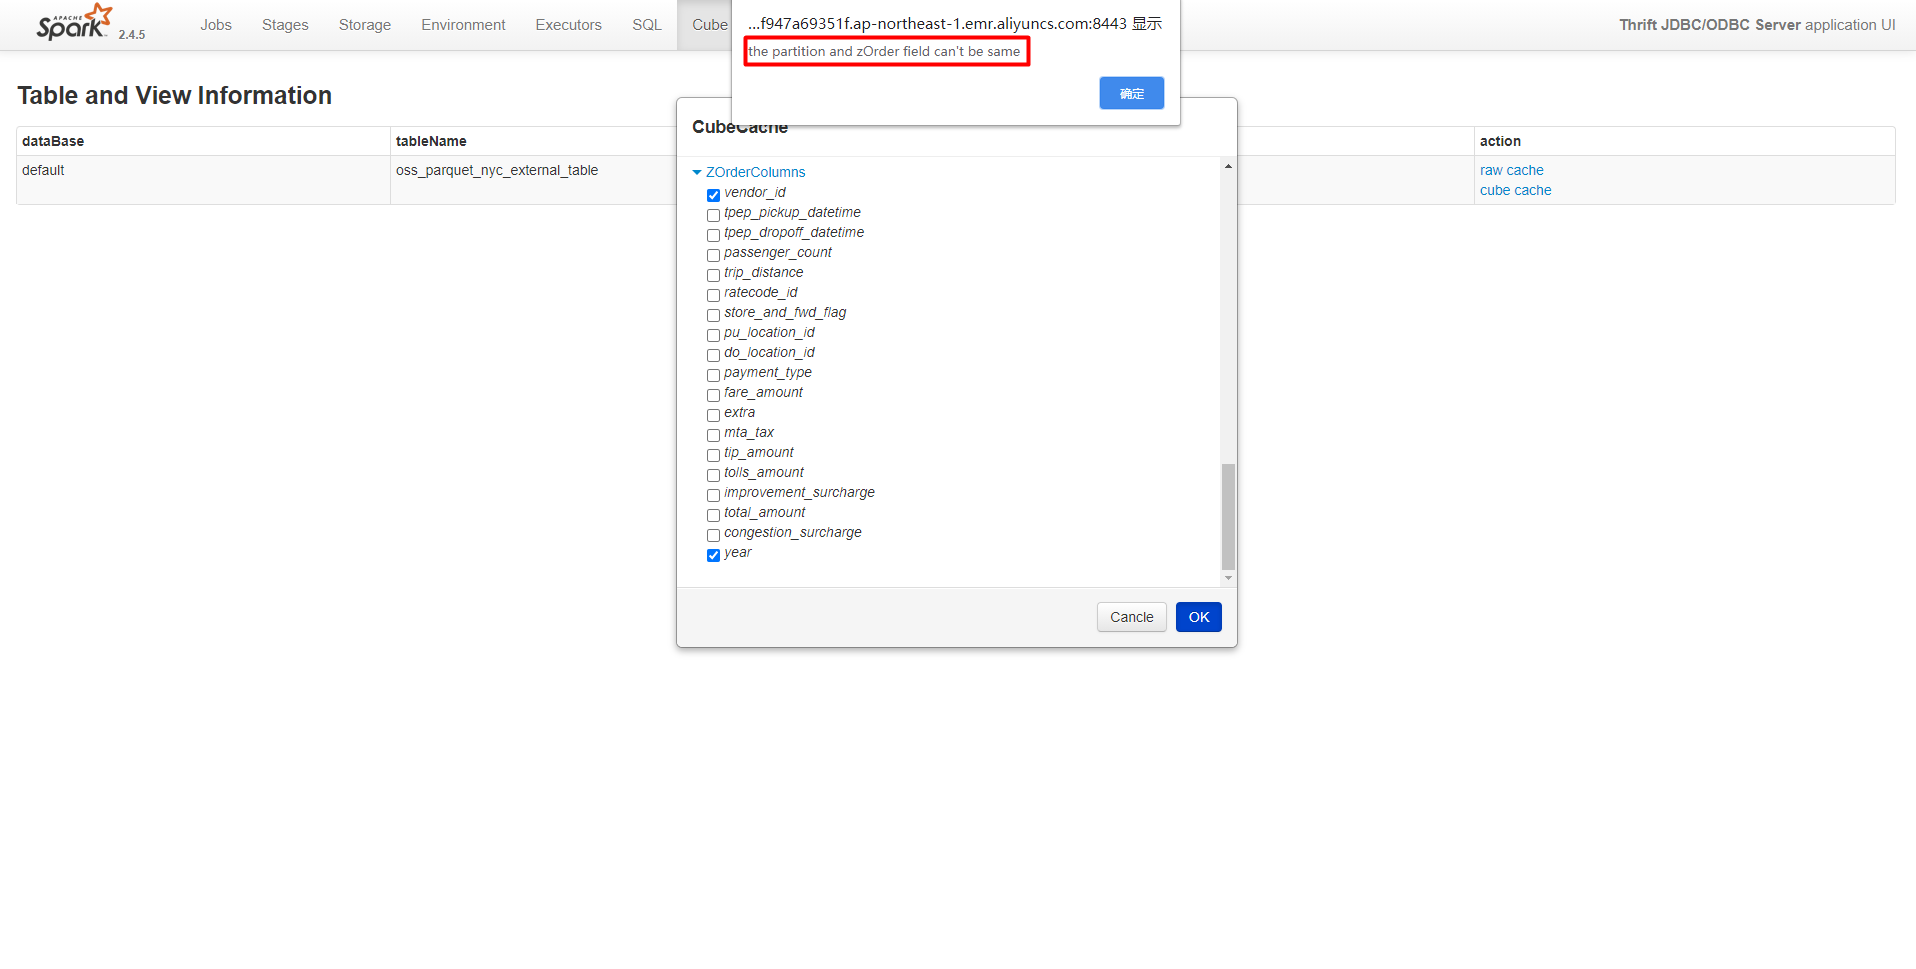 APACHE
Spark 2.4.5
Jobs
Stages
Storage
Environment
Executors
SQL
Cube
Thrift JDBC/ODBC Server application UI
...f947a69351f.ap-northeast-1.emr.aliyuncs.com:8443 显示
the partition and zOrder field can't be same
确定
Table and View Information
dataBase
tableName
action
default
oss_parquet_nyc_external_table
raw cache
cube cache
CubeCache
ZOrderColumns
vendor_id
tpep_pickup_datetime
tpep_dropoff_datetime
passenger_count
trip_distance
ratecode_id
store_and_fwd_flag
pu_location_id
do_location_id
payment_type
fare_amount
extra
mta_tax
tip_amount
tolls_amount
improvement_surcharge
total_amount
congestion_surcharge
year
Cancle
OK